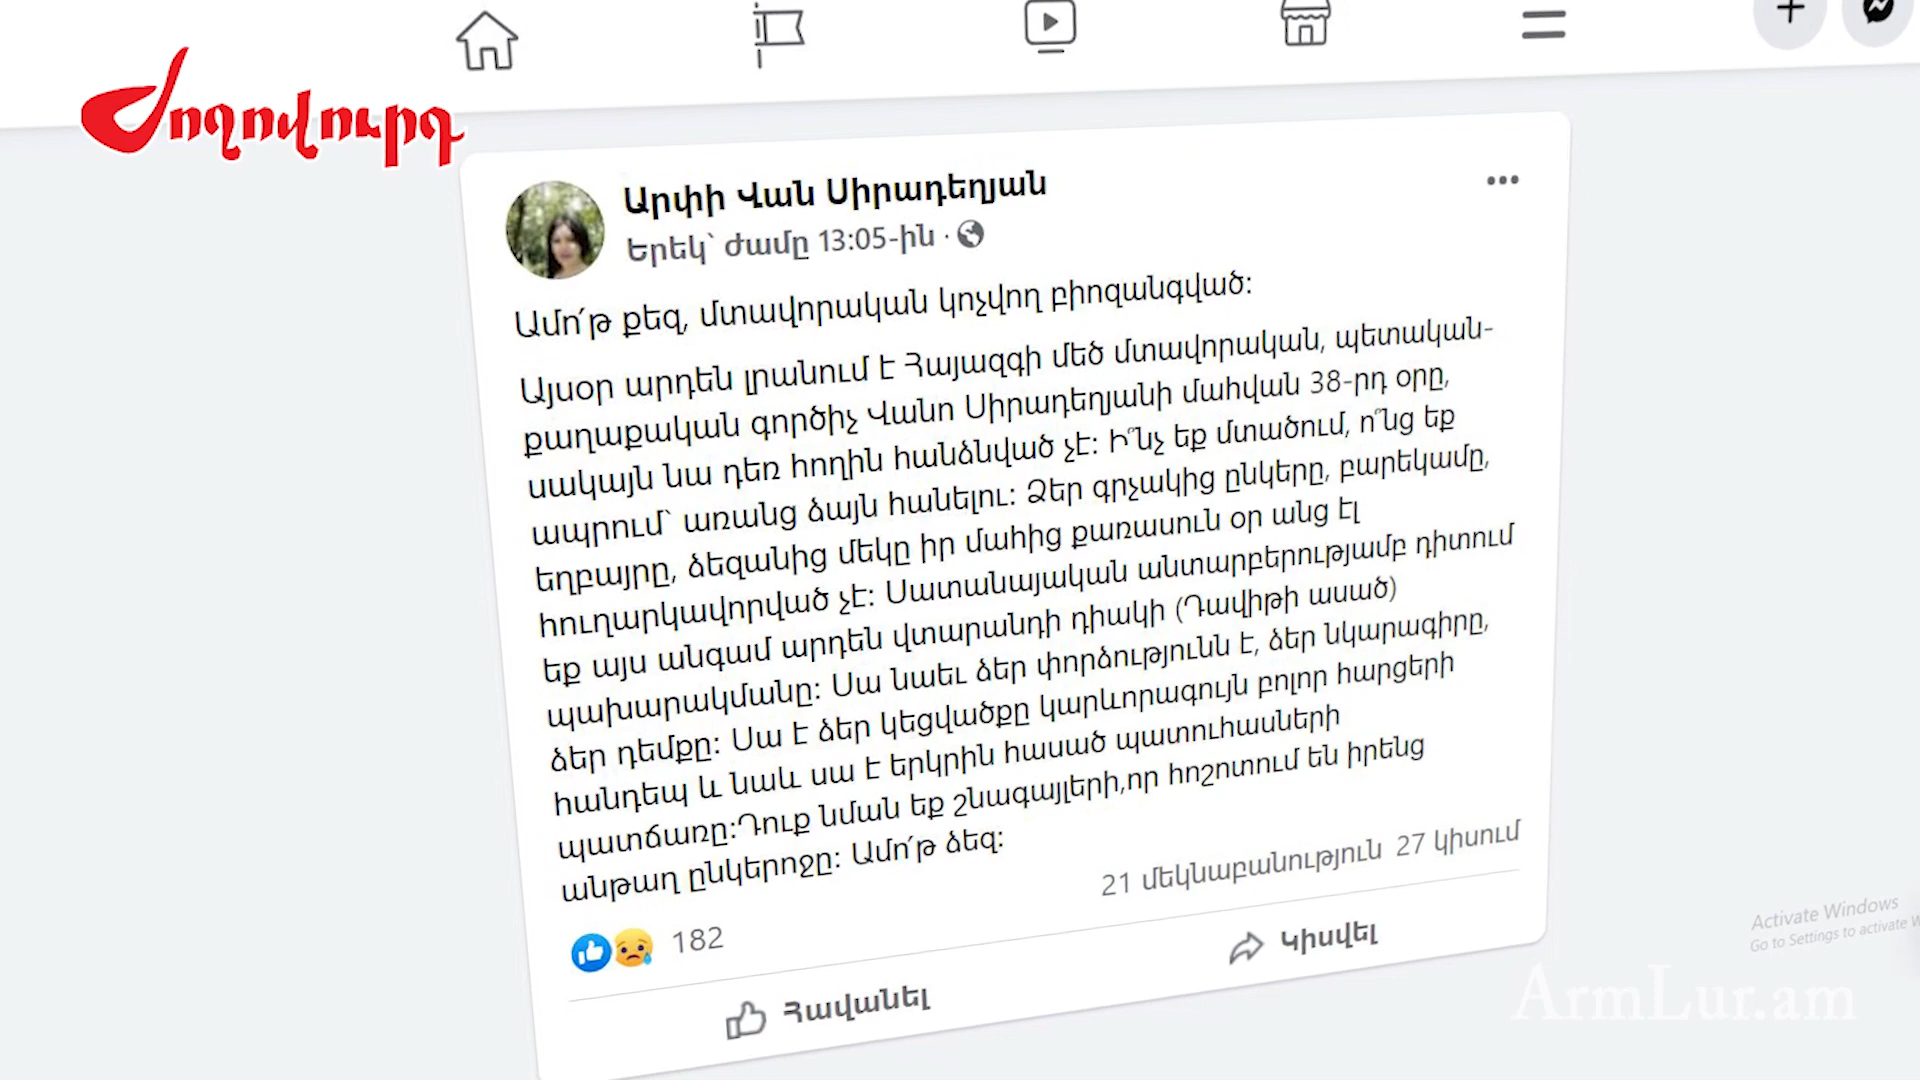 Ժողովուրդ
Արփի Վան Սիրադեղյան
Երեկ՝ ժամը 13:05-ին ·
Ամո՛թ քեզ, մտավորական կոչվող բիոզանգված:
Այսօր արդեն լրանում է Հայազգի մեծ մտավորական, պետական-
քաղաքական գործիչ Վանո Սիրադեղյանի մահվան 38-րդ օրը,
սակայն նա դեռ հողին հանձնված չէ: Ի՞նչ եք մտածում, ո՞նց եք
ապրում՝ առանց ձայն հանելու: Ձեր գրչակից ընկերը, բարեկամը,
եղբայրը, ձեզանից մեկը իր մահից քառասուն օր անց էլ
հուղարկավորված չէ: Սատանայական անտարբերությամբ դիտում
եք այս անգամ արդեն վտարանդի դիակի (Դավիթի ասած)
պախարակմանը: Սա նաեւ ձեր փորձությունն է, ձեր նկարագիրը,
ձեր դեմքը: Սա է ձեր կեցվածքը կարևորագույն բոլոր հարցերի
հանդեպ և նաև սա է երկրին հասած պատուհասների
պատճառը:Դուք նման եք շնագայլերի,որ հոշոտում են իրենց
անթաղ ընկերոջը: Ամո՛թ ձեզ:
182
21 մեկնաբանություն 27 կիսում
Հավանել
Կիսվել
Activate Windows
Go to Settings to activate W
ArmLur.am